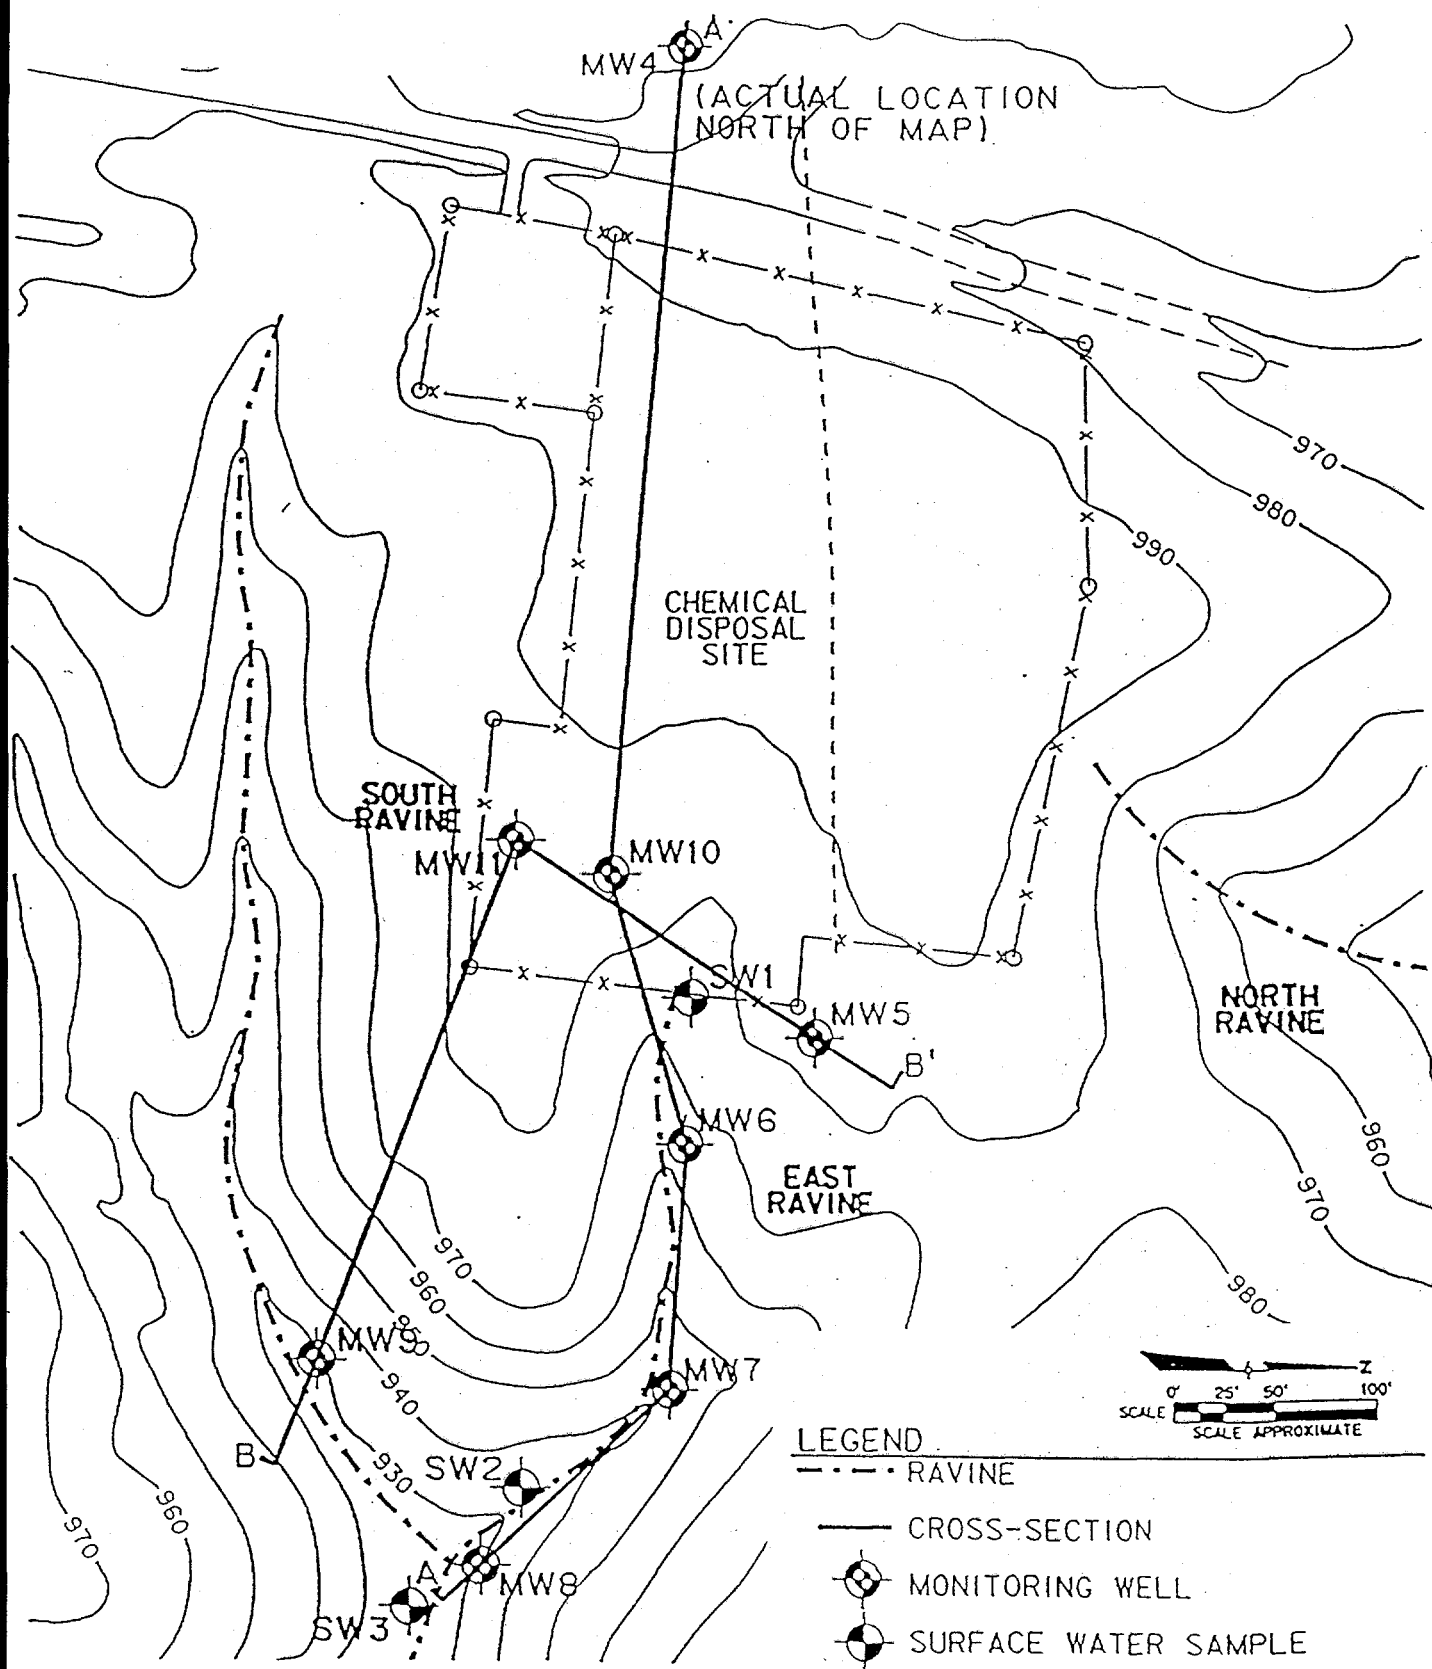 A'
MW4
(ACTUAL LOCATION
NORTH OF MAP)
970
980
990
CHEMICAL
DISPOSAL
SITE
SOUTH
RAVINE
MW11
MW10
SW1
MW5
B'
NORTH
RAVINE
MW6
EAST
RAVINE
960
970
980
970
960
950
MW9
940
MW7
Z
0' 25' 50' 100'
SCALE
SCALE APPROXIMATE
B
930
SW2
LEGEND
RAVINE
960
970
CROSS-SECTION
A
MW8
MONITORING WELL
SW3
SURFACE WATER SAMPLE